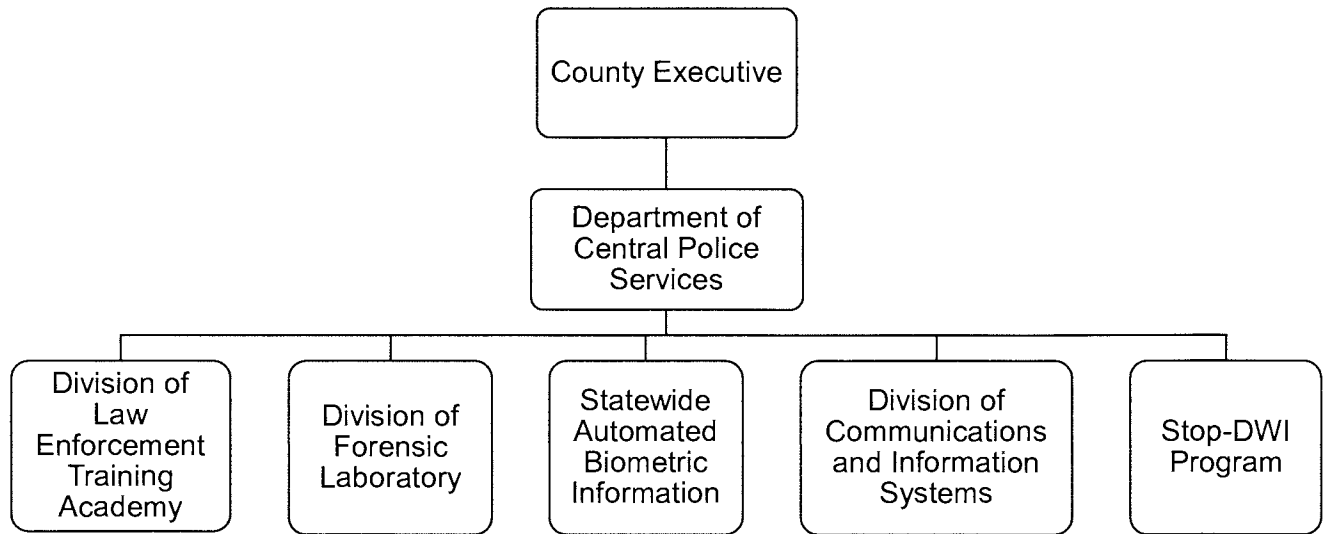 County Executive
Department of
Central Police
Services
Division of
Law
Enforcement
Training
Academy
Division of
Forensic
Laboratory
Statewide
Automated
Biometric
Information
Division of
Communications
and Information
Systems
Stop-DWI
Program